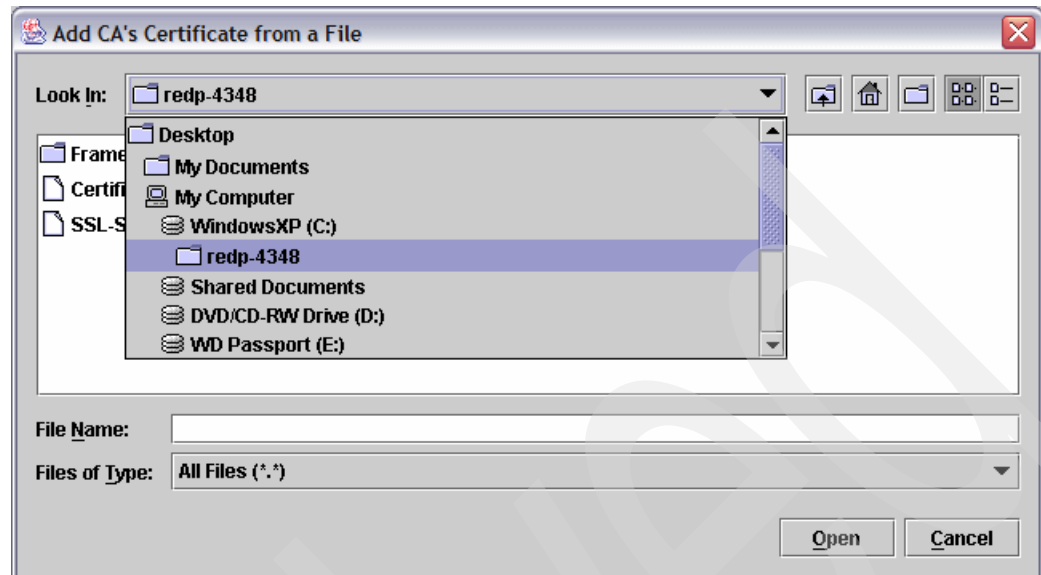 Add CA's Certificate from a File
Look In: redp-4348
Desktop
Frame
My Documents
Certifi
My Computer
SSL-S
WindowsXP (C:)
redp-4348
Shared Documents
DVD/CD-RW Drive (D:)
WD Passport (E:)
File Name:
Files of Type: All Files (*.*)
Open Cancel